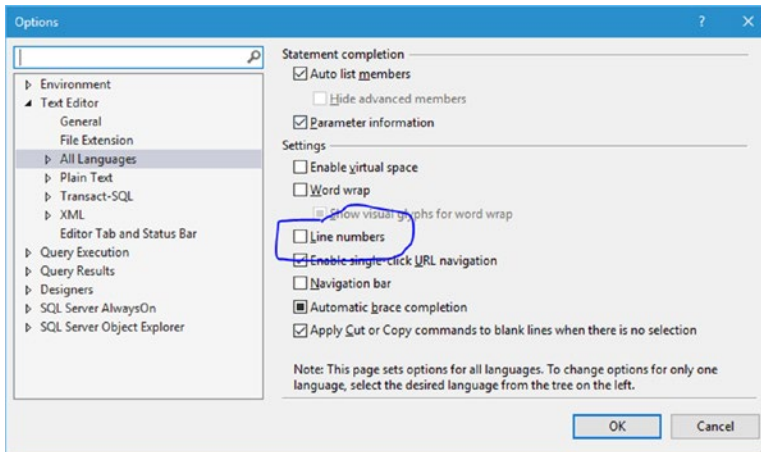 Options
Environment
Text Editor
General
File Extension
All Languages
Plain Text
Transact-SQL
XML
Editor Tab and Status Bar
Query Execution
Query Results
Designers
SQL Server AlwaysOn
SQL Server Object Explorer
Statement completion
Auto list members
Hide advanced members
Parameter information
Settings
Enable virtual space
Word wrap
Show visual glyphs for word wrap
Line numbers
Enable single-click URL navigation
Navigation bar
Automatic brace completion
Apply Cut or Copy commands to blank lines when there is no selection
Note: This page sets options for all languages. To change options for only one
language, select the desired language from the tree on the left.
OK
Cancel